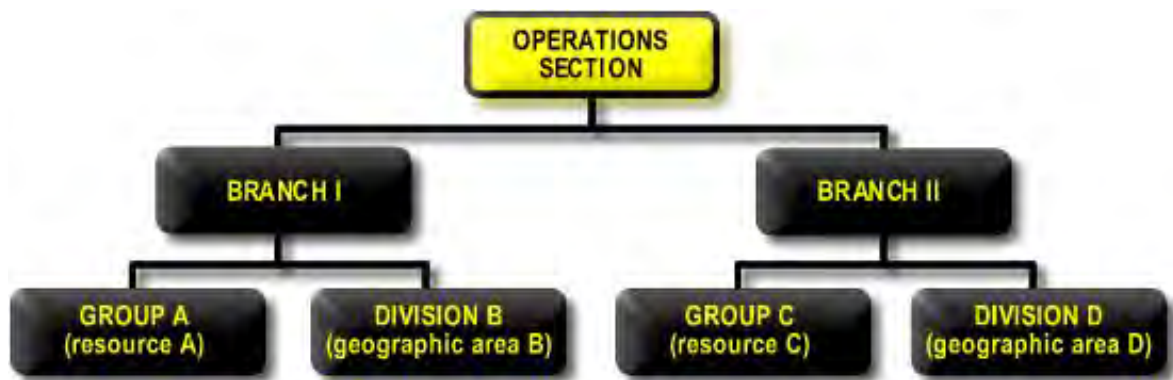 OPERATIONS
SECTION
BRANCH I
BRANCH II
GROUP A
(resource A)
DIVISION B
(geographic area B)
GROUP C
(resource C)
DIVISION D
(geographic area D)